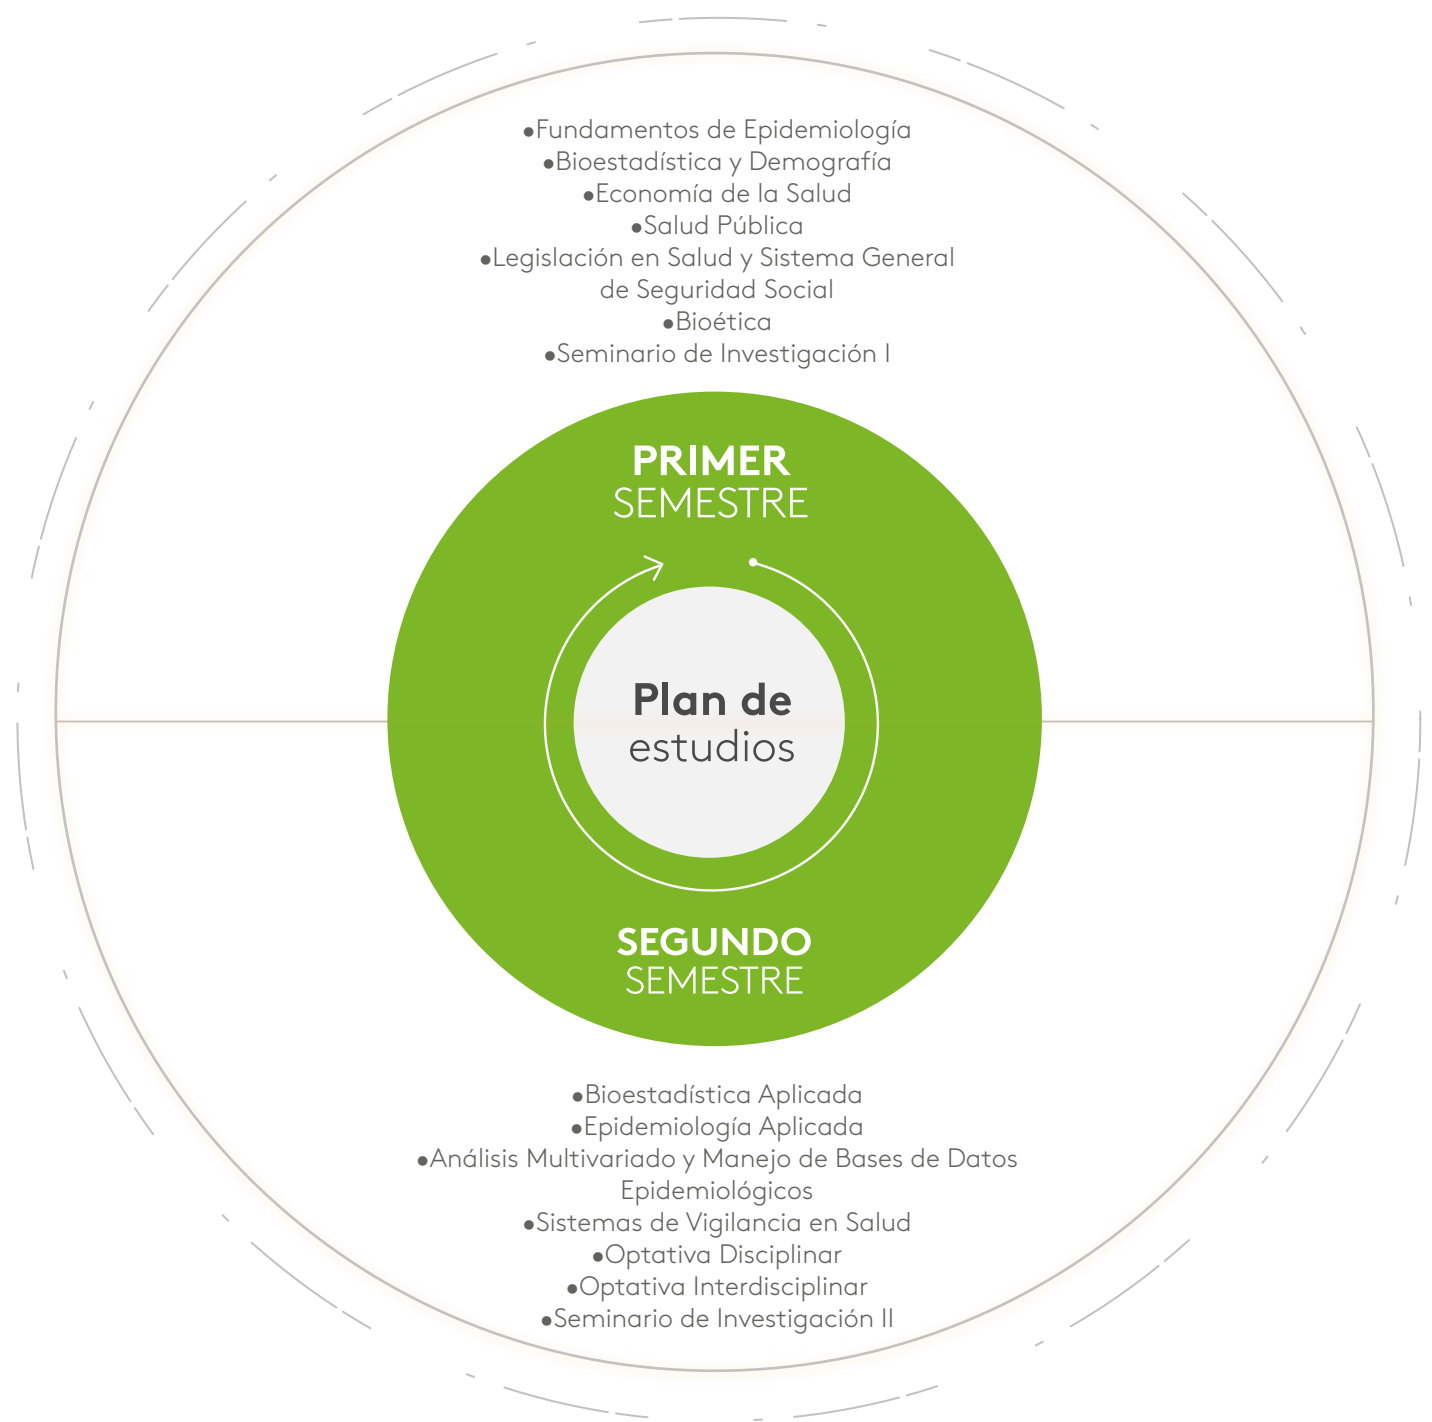 •Fundamentos de Epidemiología
•Bioestadística y Demografía
•Economía de la Salud
•Salud Pública
•Legislación en Salud y Sistema General
de Seguridad Social
•Bioética
•Seminario de Investigación I
PRIMER
SEMESTRE
Plan de
estudios
SEGUNDO
SEMESTRE
•Bioestadística Aplicada
•Epidemiología Aplicada
•Análisis Multivariado y Manejo de Bases de Datos
Epidemiológicos
•Sistemas de Vigilancia en Salud
•Optativa Disciplinar
•Optativa Interdisciplinar
•Seminario de Investigación II